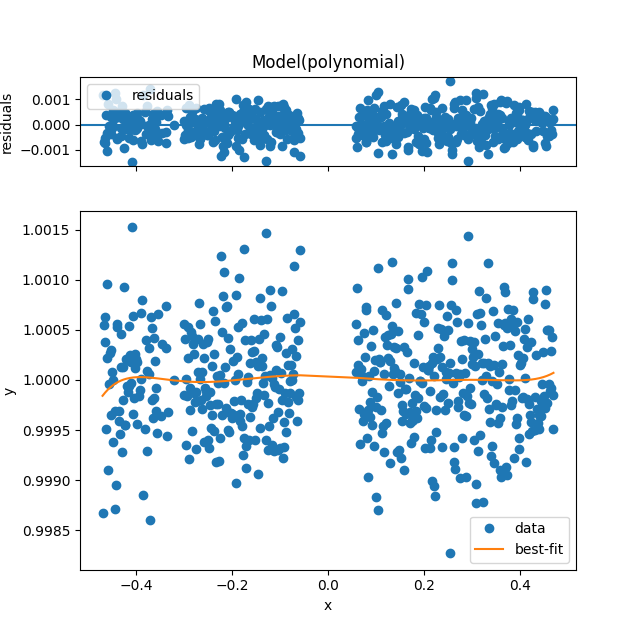 Model(polynomial)
residuals
0.001
0.000
−0.001
residuals
1.0015
1.0010
1.0005
1.0000
0.9995
0.9990
0.9985
y
data
best-fit
−0.4 −0.2 0.0 0.2 0.4
x